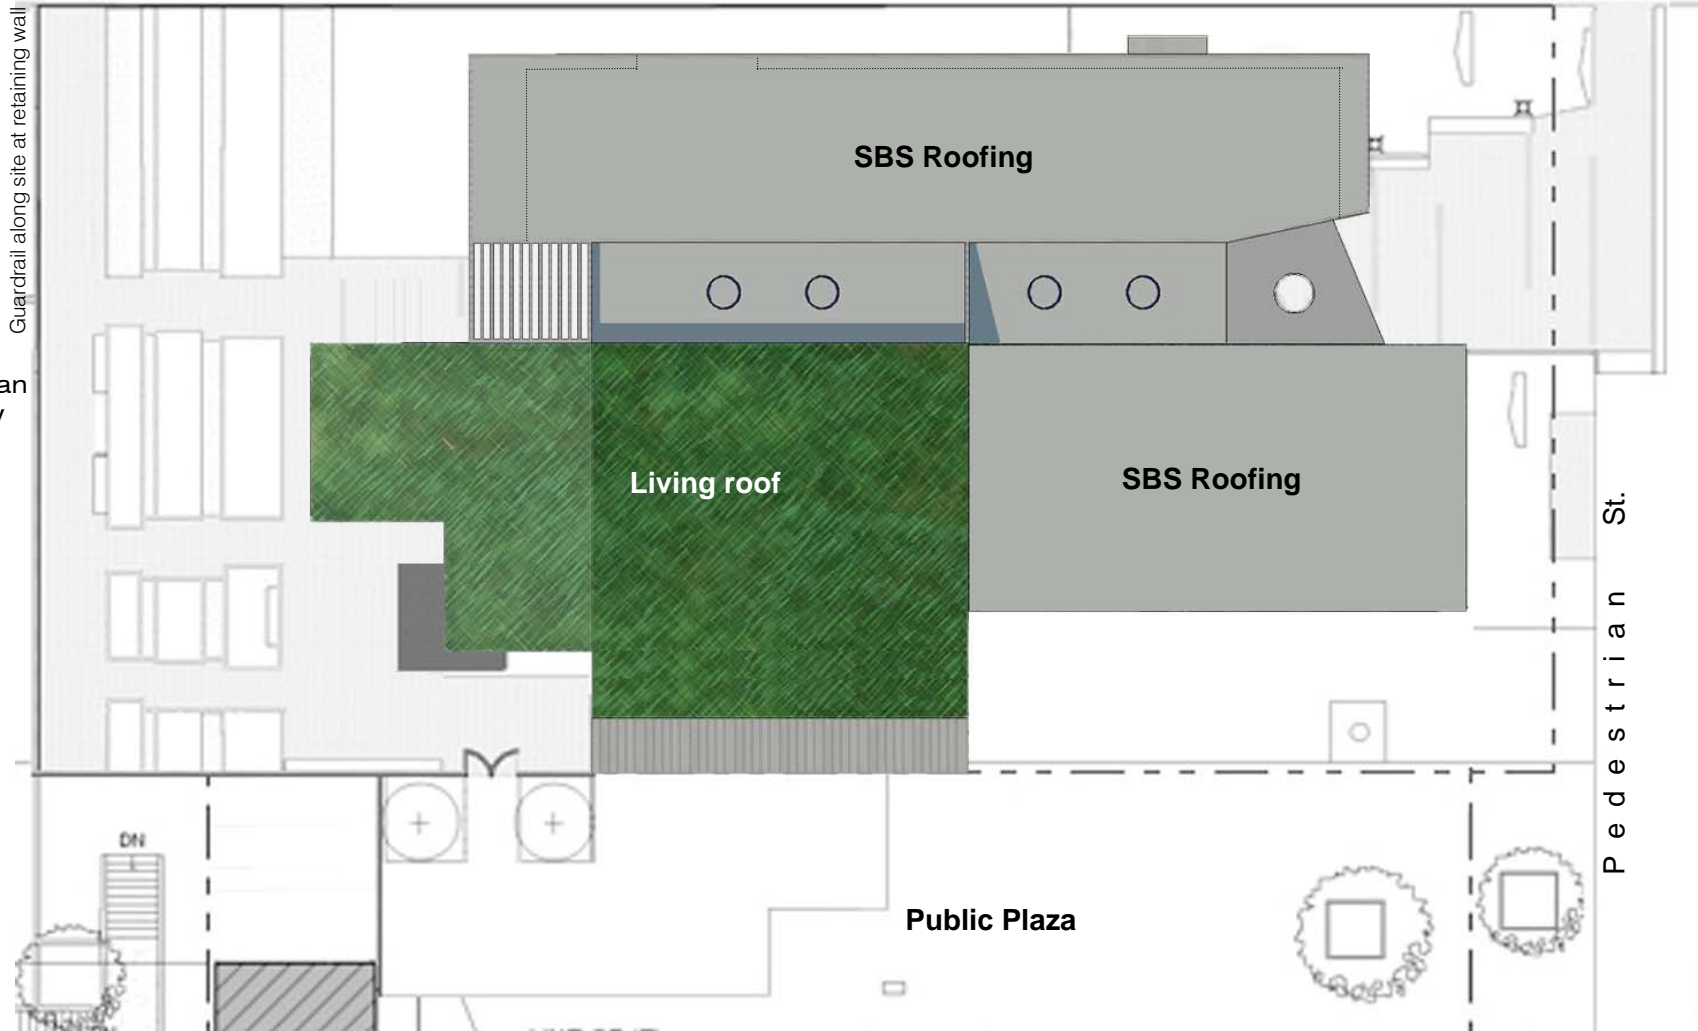 Guardrail along site at retaining wall
SBS Roofing
an
y
Living roof
SBS Roofing
Pedestrian St.
DN
Public Plaza